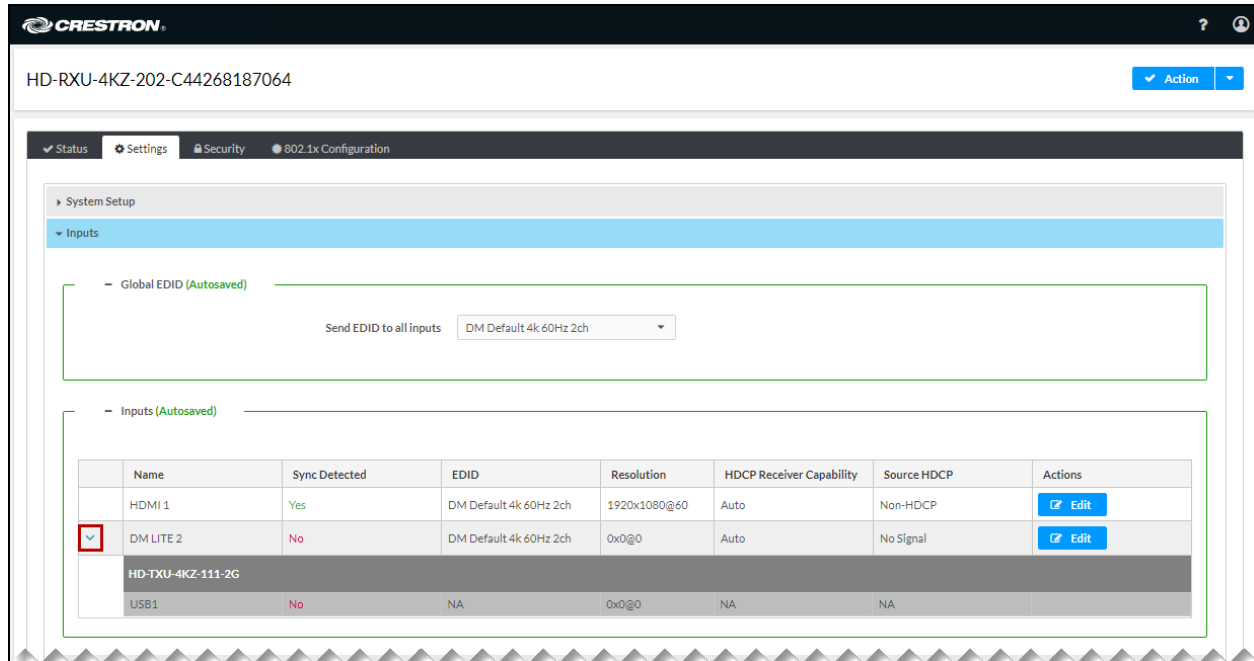 CRESTRON®
?
HD-RXU-4KZ-202-C44268187064
Action
Status Settings Security 802.1x Configuration
System Setup
Inputs
Global EDID (Autosaved)
Send EDID to all inputs DM Default 4k 60Hz 2ch
Inputs (Autosaved)
Name Sync Detected EDID Resolution HDCP Receiver Capability Source HDCP Actions
HDMI 1 Yes DM Default 4k 60Hz 2ch 1920x1080@60 Auto Non-HDCP Edit
DM LITE 2 No DM Default 4k 60Hz 2ch 0x0@0 Auto No Signal Edit
HD-TXU-4KZ-111-2G
USB1 No NA 0x0@0 NA NA